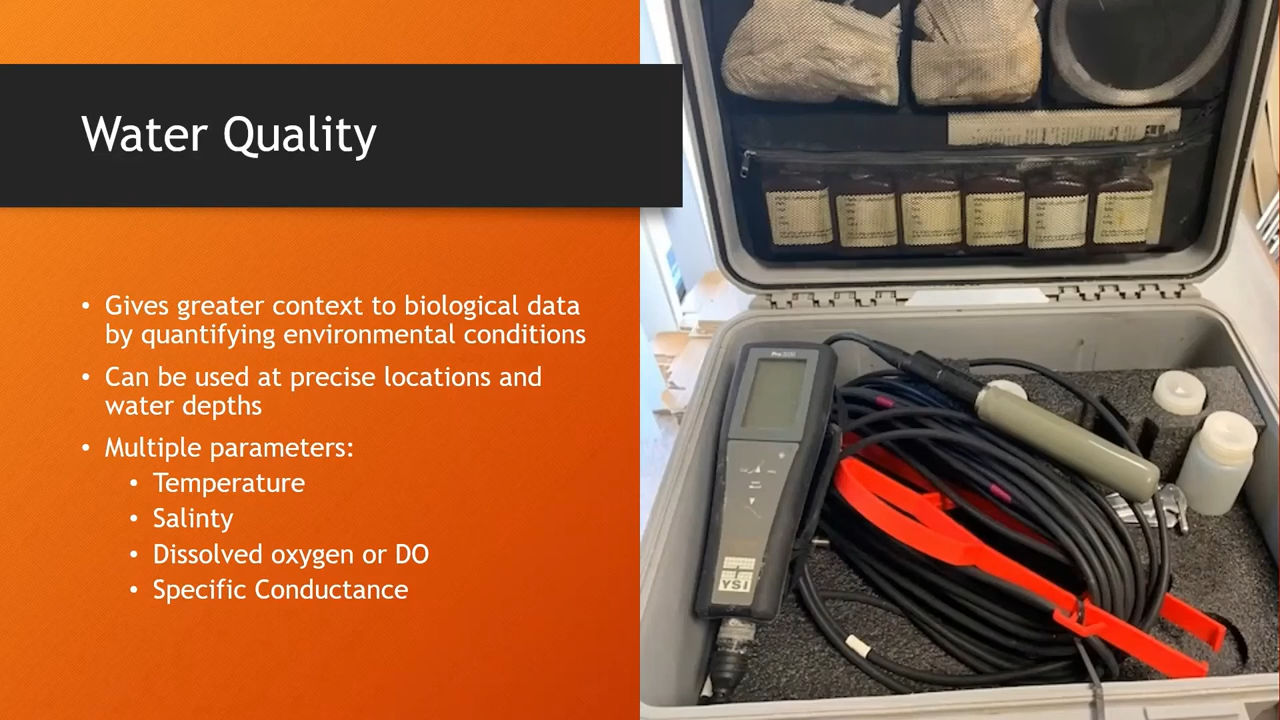 Water Quality
• Gives greater context to biological data
by quantifying environmental conditions
• Can be used at precise locations and
water depths
• Multiple parameters:
• Temperature
• Salinty
• Dissolved oxygen or DO
• Specific Conductance
YSI